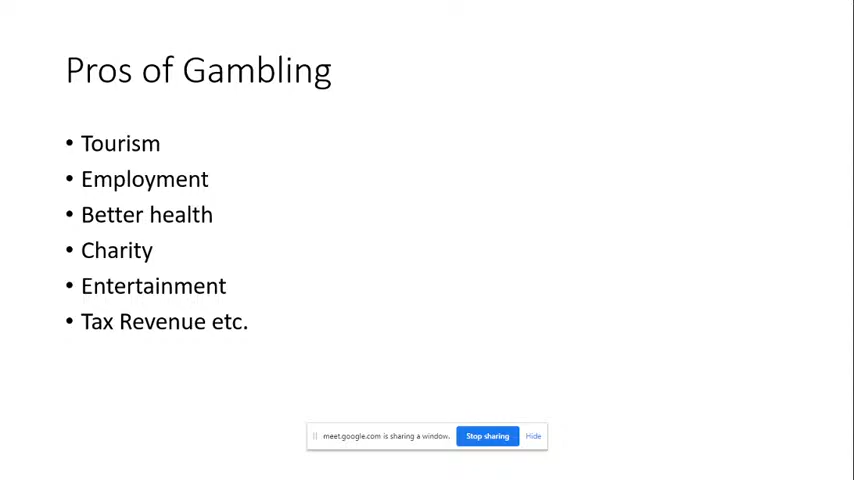 Pros of Gambling
• Tourism
• Employment
• Better health
• Charity
• Entertainment
• Tax Revenue etc.
meet.google.com is sharing a window. Stop sharing Hide